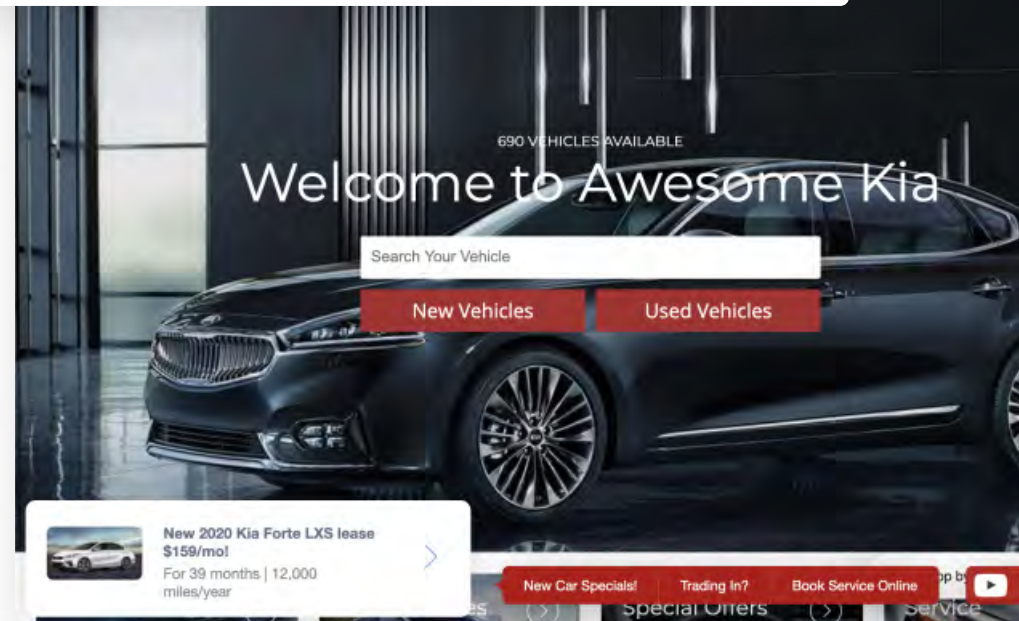 690 VEHICLES AVAILABLE
Welcome to Awesome Kia
Search Your Vehicle
New Vehicles
Used Vehicles
New 2020 Kia Forte LXS lease
$159/mo!
For 39 months | 12,000
miles/year
New Car Specials!
Trading In?
Book Service Online
Special Offers
Service